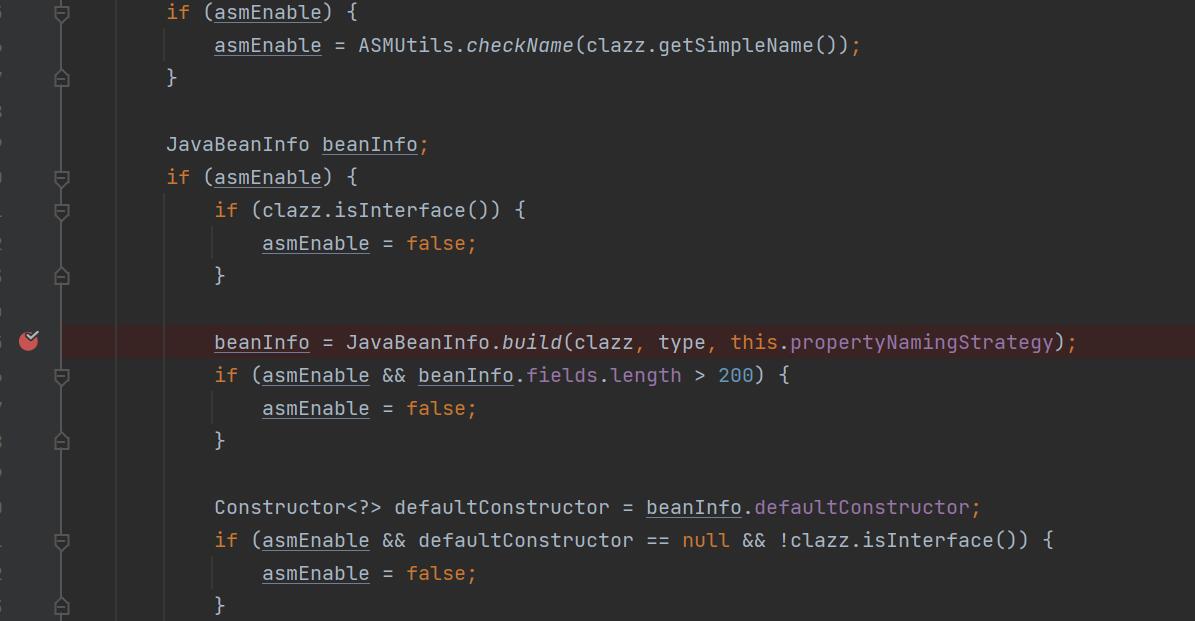 if (asmEnable) {
asmEnable = ASMUtils.checkName(clazz.getSimpleName());
}
JavaBeanInfo beanInfo;
if (asmEnable) {
if (clazz.isInterface()) {
asmEnable = false;
}
beanInfo = JavaBeanInfo.build(clazz, type, this.propertyNamingStrategy);
if (asmEnable && beanInfo.fields.length > 200) {
asmEnable = false;
}
Constructor<?> defaultConstructor = beanInfo.defaultConstructor;
if (asmEnable && defaultConstructor == null && !clazz.isInterface()) {
asmEnable = false;
}